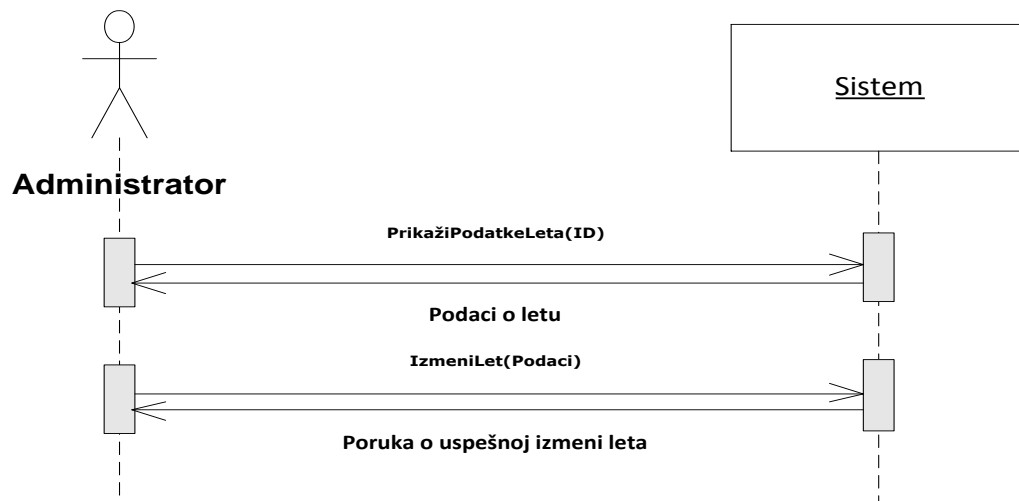 Sistem
Administrator
PrikažiPodatkeLeta(ID)
Podaci o letu
IzmeniLet(Podaci)
Poruka o uspešnoj izmeni leta